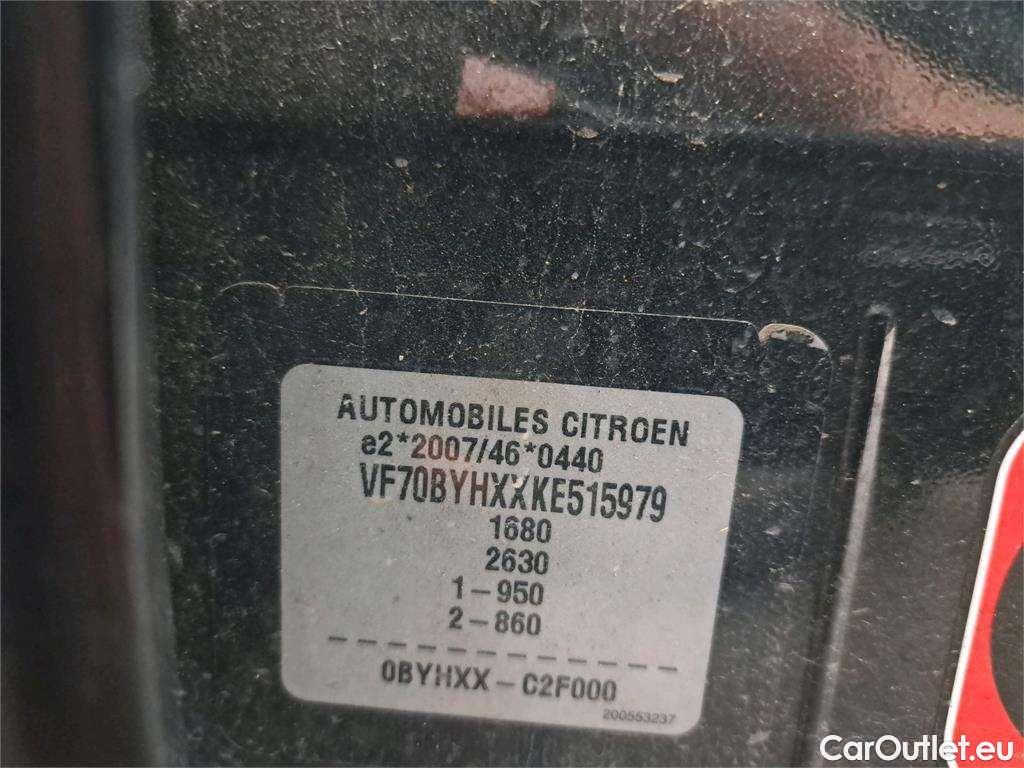 AUTOMOBILES CITROEN
e2*2007/46*0440
VF70BYHXXKE515979
1680
2630
1-950
2-860
------------
0BYHXX-C2F000
200553237
CarOutlet.eu